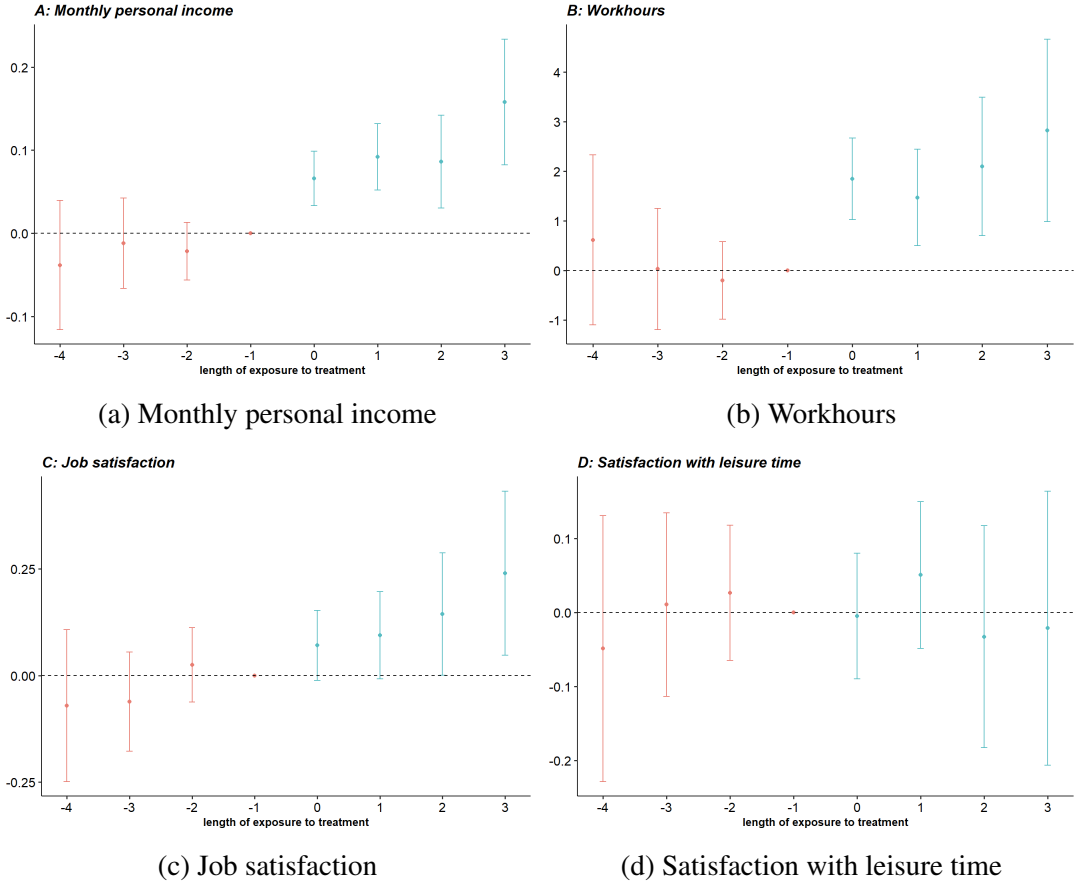 A: Monthly personal income
0.2
0.1
0.0
-0.1
-4 -3 -2 -1 0 1 2 3
length of exposure to treatment
(a) Monthly personal income
B: Workhours
4
3
2
1
0
-1
-4 -3 -2 -1 0 1 2 3
length of exposure to treatment
(b) Workhours
C: Job satisfaction
0.25
0.00
-0.25
-4 -3 -2 -1 0 1 2 3
length of exposure to treatment
(c) Job satisfaction
D: Satisfaction with leisure time
0.1
0.0
-0.1
-0.2
-4 -3 -2 -1 0 1 2 3
length of exposure to treatment
(d) Satisfaction with leisure time